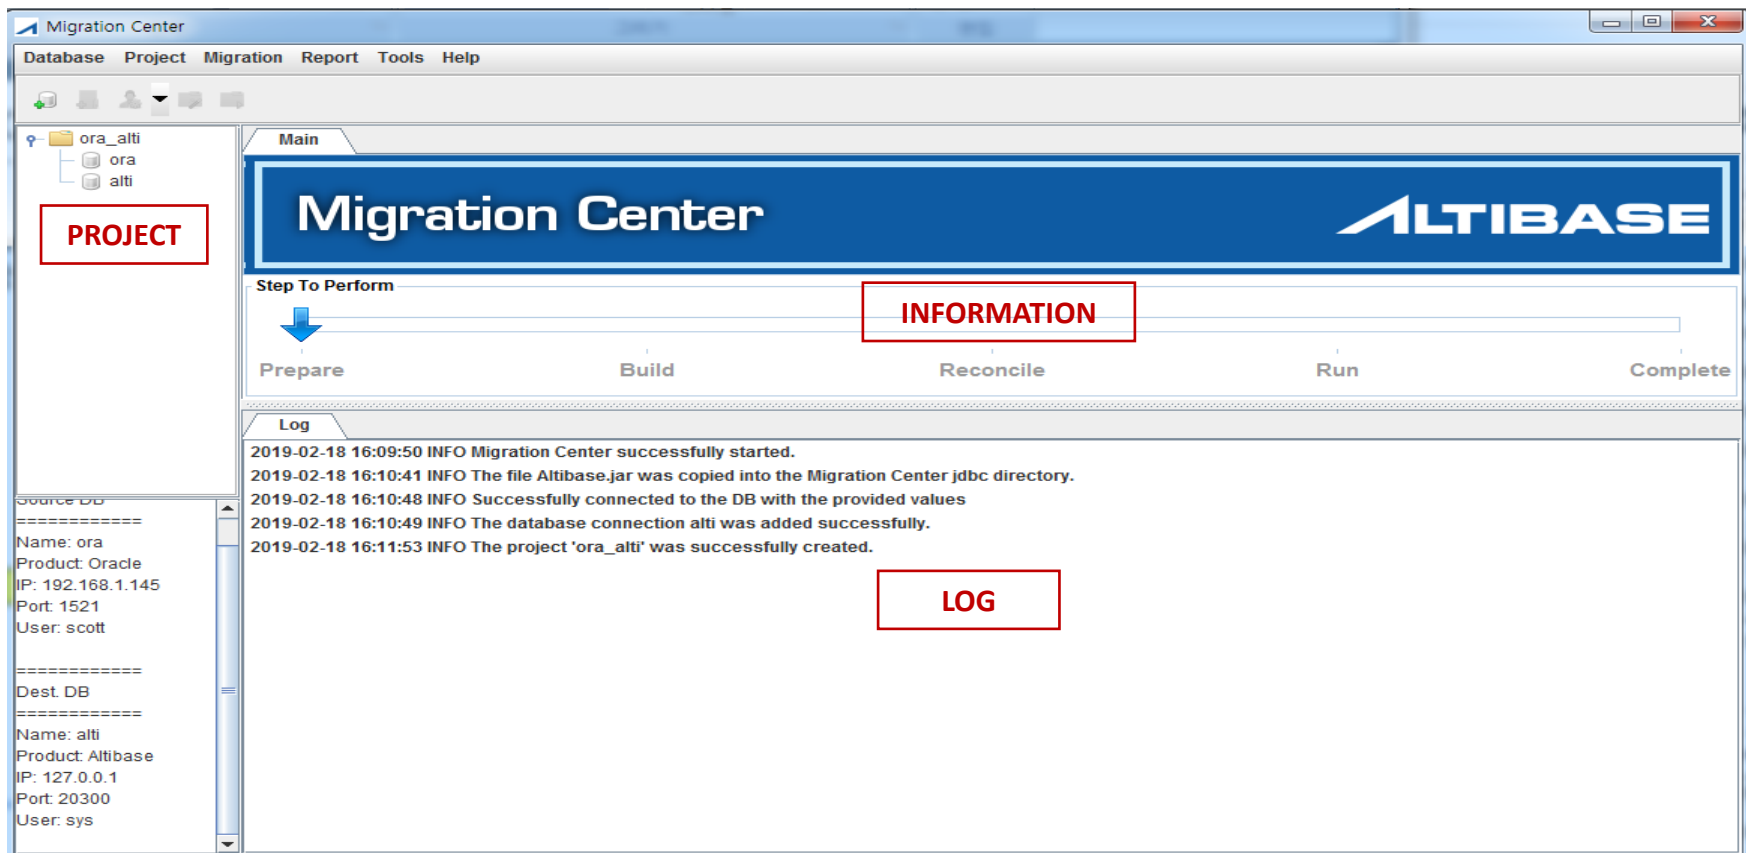 Migration Center
Database Project Migration Report Tools Help
ora_alti
ora
alti
PROJECT
Main
Migration Center
ALTIBASE
Step To Perform
INFORMATION
Prepare Build Reconcile Run Complete
Log
2019-02-18 16:09:50 INFO Migration Center successfully started.
2019-02-18 16:10:41 INFO The file Altibase.jar was copied into the Migration Center jdbc directory.
2019-02-18 16:10:48 INFO Successfully connected to the DB with the provided values
2019-02-18 16:10:49 INFO The database connection alti was added successfully.
2019-02-18 16:11:53 INFO The project 'ora_alti' was successfully created.
LOG
Source DB
============
Name: ora
Product: Oracle
IP: 192.168.1.145
Port: 1521
User: scott
============
Dest. DB
============
Name: alti
Product: Altibase
IP: 127.0.0.1
Port: 20300
User: sys